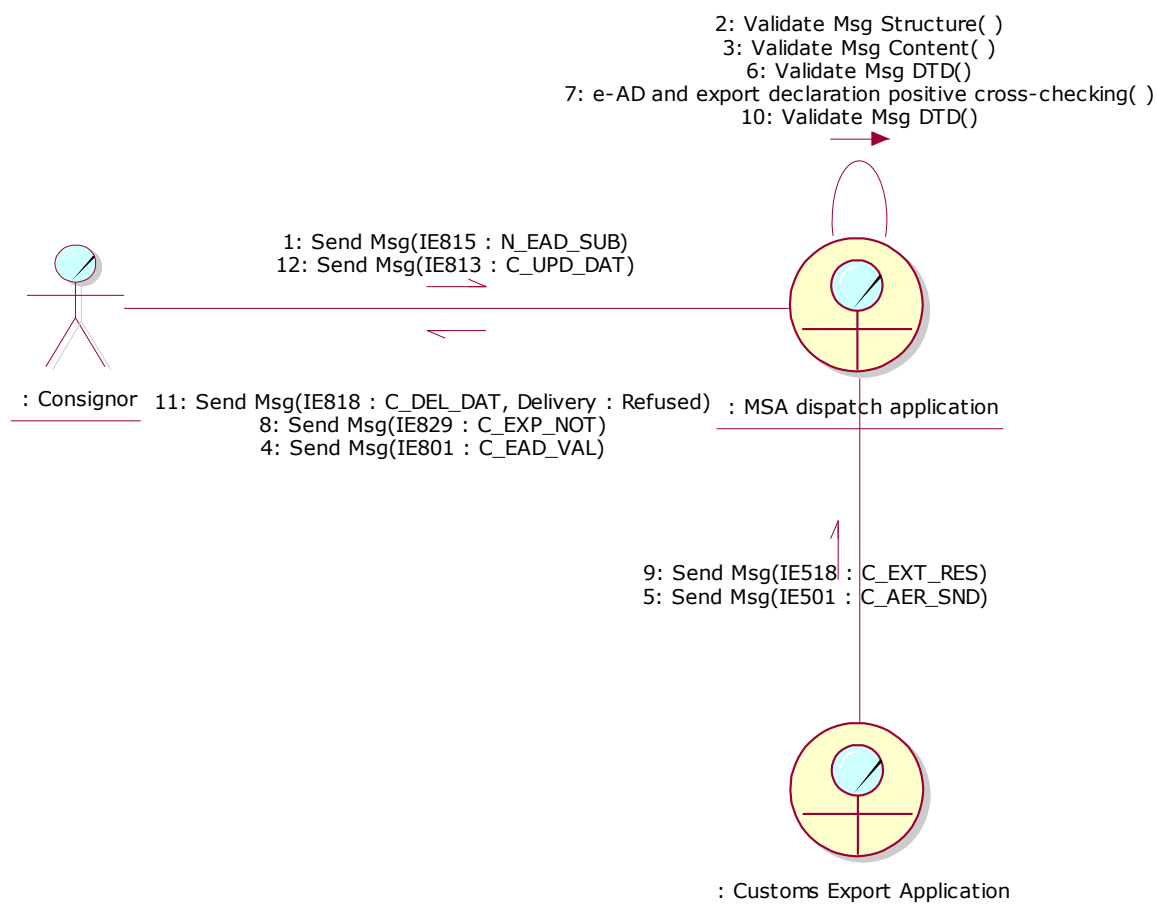 2: Validate Msg Structure( )
3: Validate Msg Content( )
6: Validate Msg DTD()
7: e-AD and export declaration positive cross-checking( )
10: Validate Msg DTD()
1: Send Msg(IE815 : N_EAD_SUB)
12: Send Msg(IE813 : C_UPD_DAT)
: Consignor
11: Send Msg(IE818 : C_DEL_DAT, Delivery : Refused)
8: Send Msg(IE829 : C_EXP_NOT)
4: Send Msg(IE801 : C_EAD_VAL)
: MSA dispatch application
9: Send Msg(IE518 : C_EXT_RES)
5: Send Msg(IE501 : C_AER_SND)
: Customs Export Application